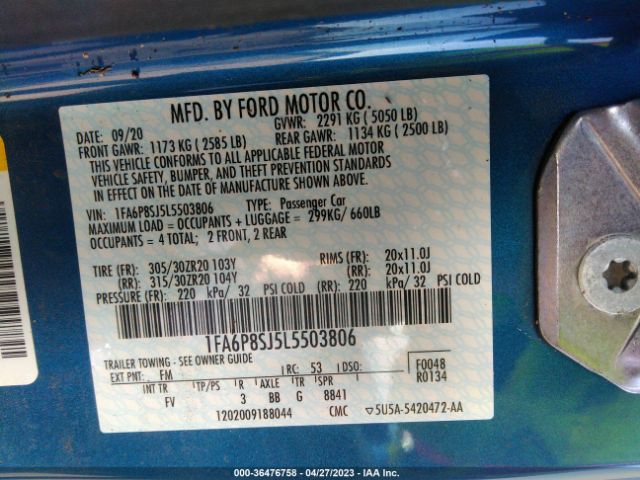 MFD. BY FORD MOTOR CO.
DATE: 09/20 GVWR: 2291 KG ( 5050 LB)
FRONT GAWR: 1173 KG ( 2585 LB) REAR GAWR: 1134 KG ( 2500 LB)
THIS VEHICLE CONFORMS TO ALL APPLICABLE FEDERAL MOTOR
VEHICLE SAFETY, BUMPER, AND THEFT PREVENTION STANDARDS
IN EFFECT ON THE DATE OF MANUFACTURE SHOWN ABOVE.
VIN: 1FA6P8SJ5L5503806 TYPE: Passenger Car
MAXIMUM LOAD = OCCUPANTS + LUGGAGE = 299KG/ 660LB
OCCUPANTS = 4 TOTAL; 2 FRONT, 2 REAR
TIRE (FR): 305/30ZR20 103Y RIMS (FR): 20x11.0J
(RR): 315/30ZR20 104Y (RR): 20x11.0J
PRESSURE (FR): 220 kPa/ 32 PSI COLD (RR): 220 kPa/ 32 PSI COLD
1FA6P8SJ5L5503806
TRAILER TOWING - SEE OWNER GUIDE
EXT PNT: FM RC: 53 DSO: F0048
R0134
INT TR TP/PS R AXLE TR SPR
FV 3 BB G 8841
1202009188044 CMC ▽5U5A-5420472-AA
000-36476758 - 04/27/2023 - IAA Inc.